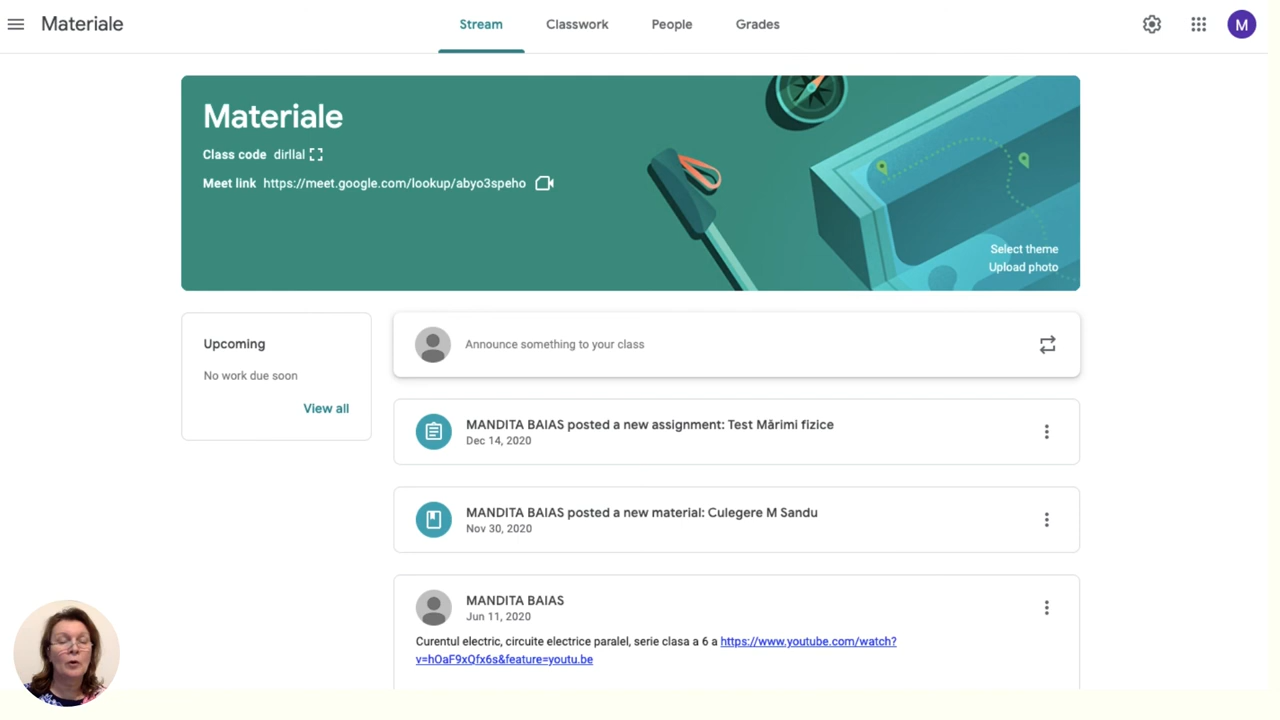 Materiale
Stream
Classwork
People
Grades
M
Materiale
Class code dirllal
Meet link https://meet.google.com/lookup/abyo3speho
Select theme
Upload photo
Upcoming
No work due soon
View all
Announce something to your class
MANDITA BAIAS posted a new assignment: Test Mărimi fizice
Dec 14, 2020
MANDITA BAIAS posted a new material: Culegere M Sandu
Nov 30, 2020
MANDITA BAIAS
Jun 11, 2020
Curentul electric, circuite electrice paralel, serie clasa a 6 a https://www.youtube.com/watch?
v=hOaF9xQfx6s&feature=youtu.be